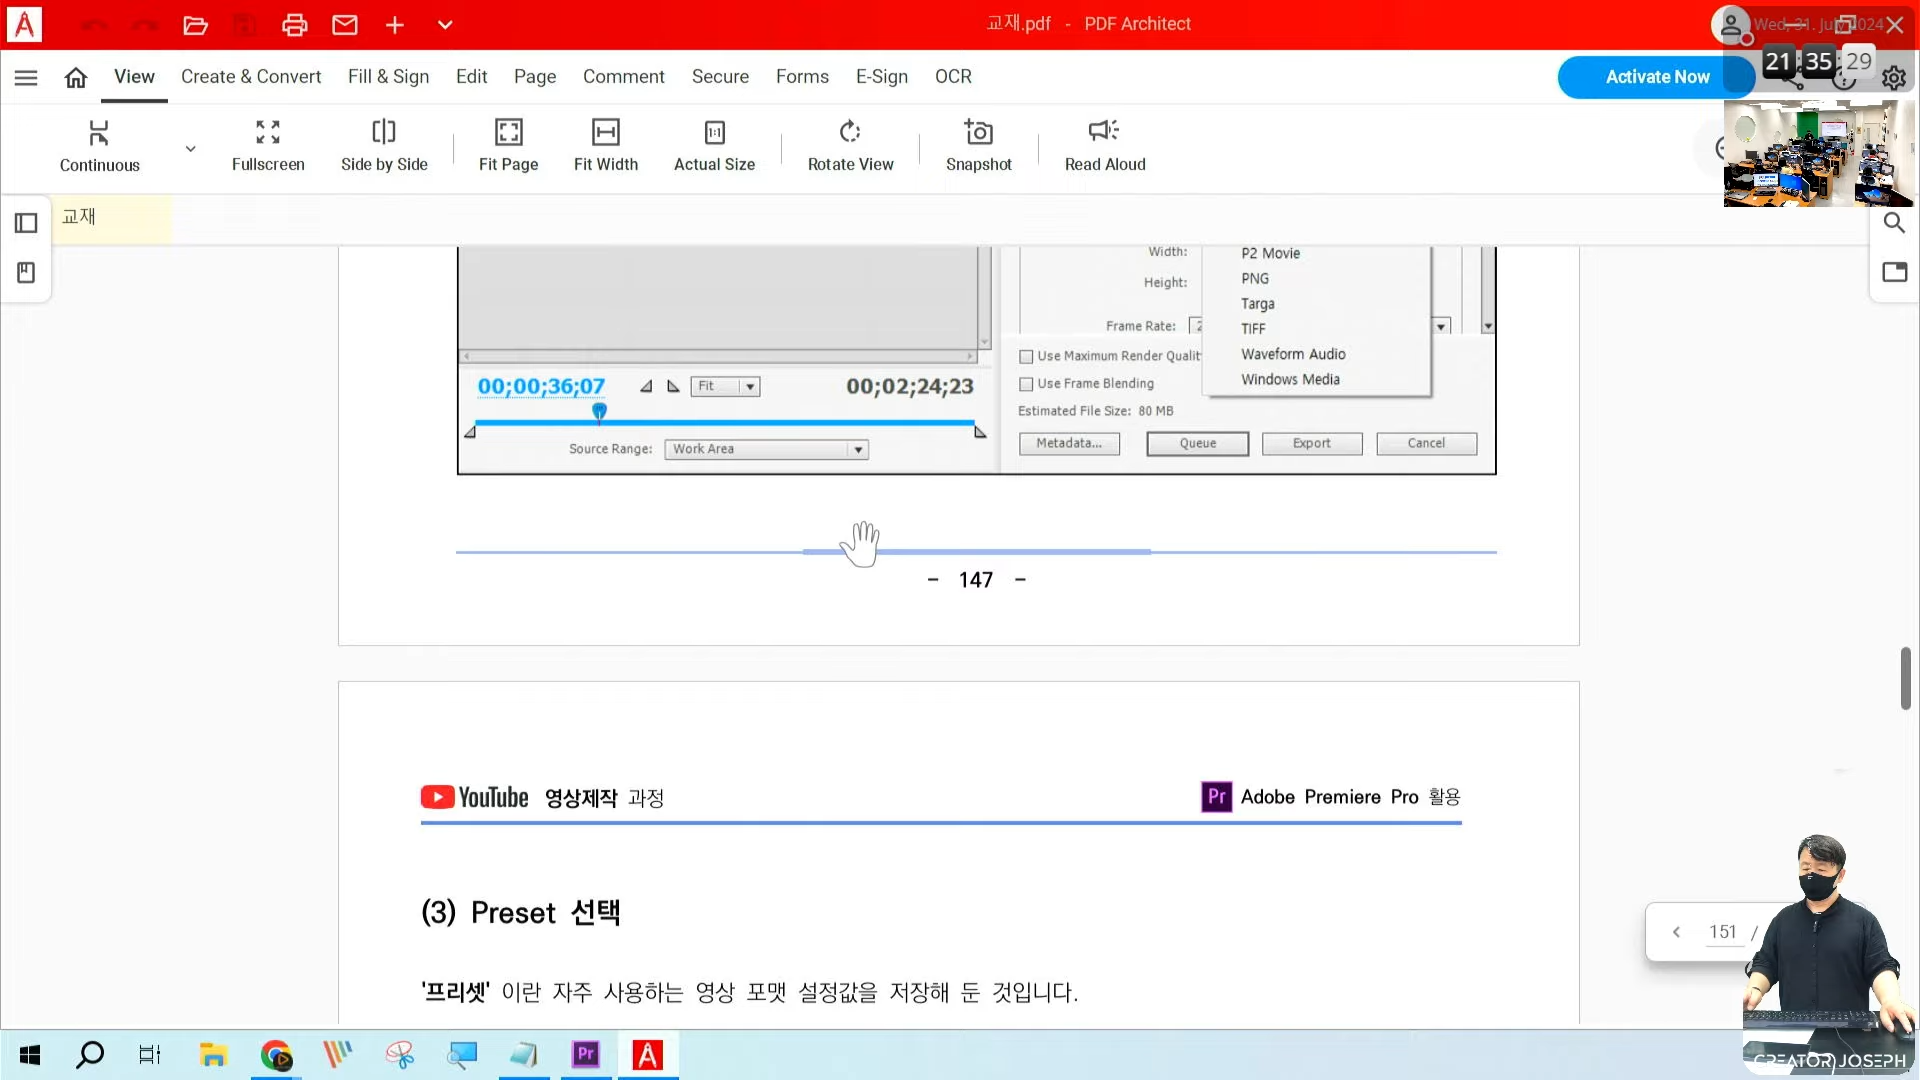 교재.pdf - PDF Architect
Wed, 31. July 2024
21 35 29
View Create & Convert Fill & Sign Edit Page Comment Secure Forms E-Sign OCR
Activate Now
Continuous Fullscreen Side by Side Fit Page Fit Width Actual Size Rotate View Snapshot Read Aloud
교재
Width: P2 Movie
Height: PNG
Targa
Frame Rate: 2 TIFF
Use Maximum Render Qualit Waveform Audio
Use Frame Blending Windows Media
00;00;36;07 Fit 00;02;24;23
Estimated File Size: 80 MB
Source Range: Work Area
Metadata... Queue Export Cancel
- 147 -
YouTube 영상제작 과정
Pr Adobe Premiere Pro 활용
(3) Preset 선택
'프리셋' 이란 자주 사용하는 영상 포맷 설정값을 저장해 둔 것입니다.
151 /
Pr
CREATOR JOSEPH